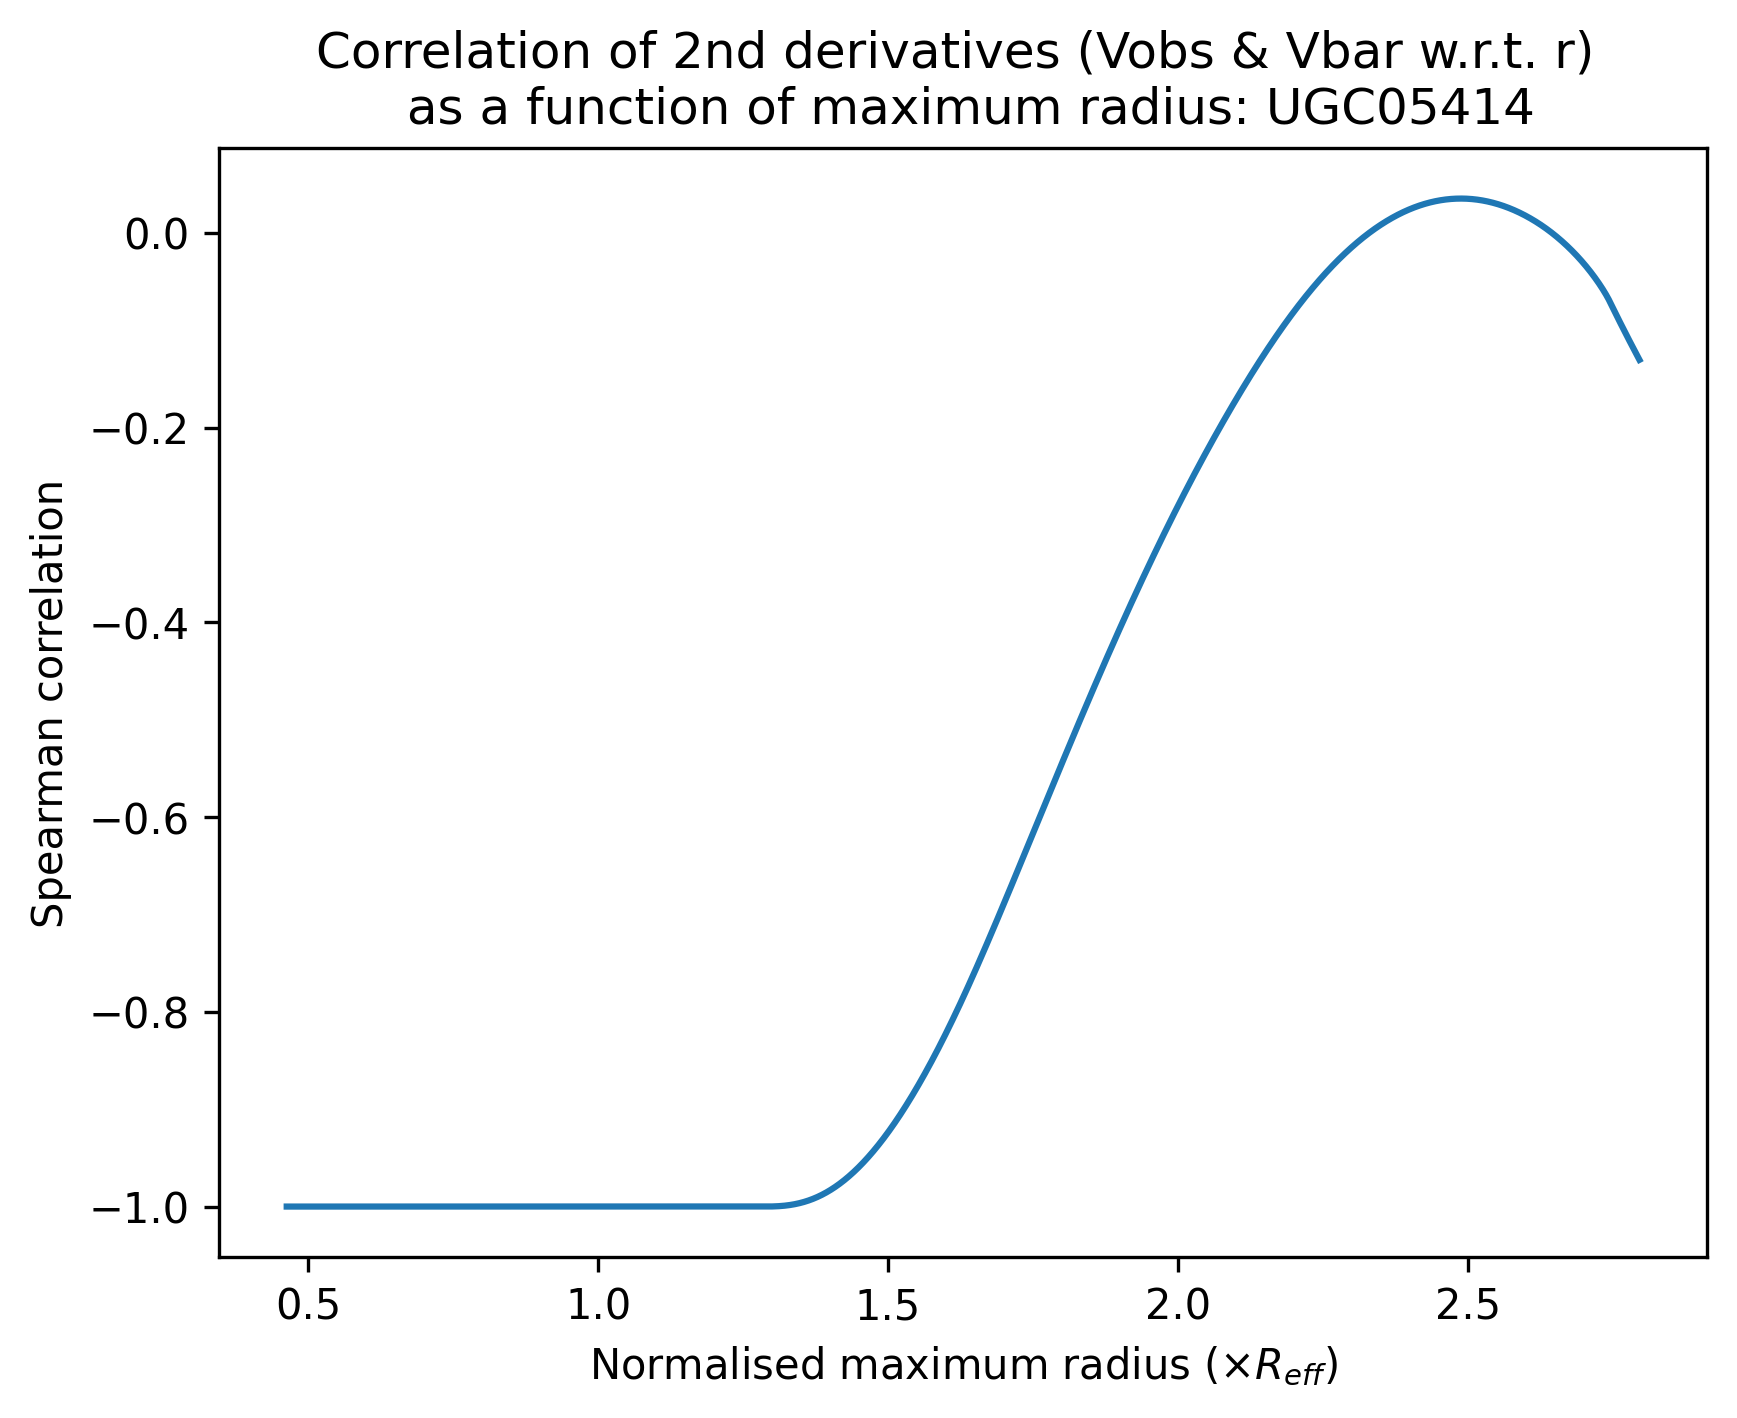 Correlation of 2nd derivatives (Vobs & Vbar w.r.t. r)
as a function of maximum radius: UGC05414
Spearman correlation
0.0
−0.2
−0.4
−0.6
−0.8
−1.0
0.5
1.0
1.5
2.0
2.5
Normalised maximum radius (×R_eff)